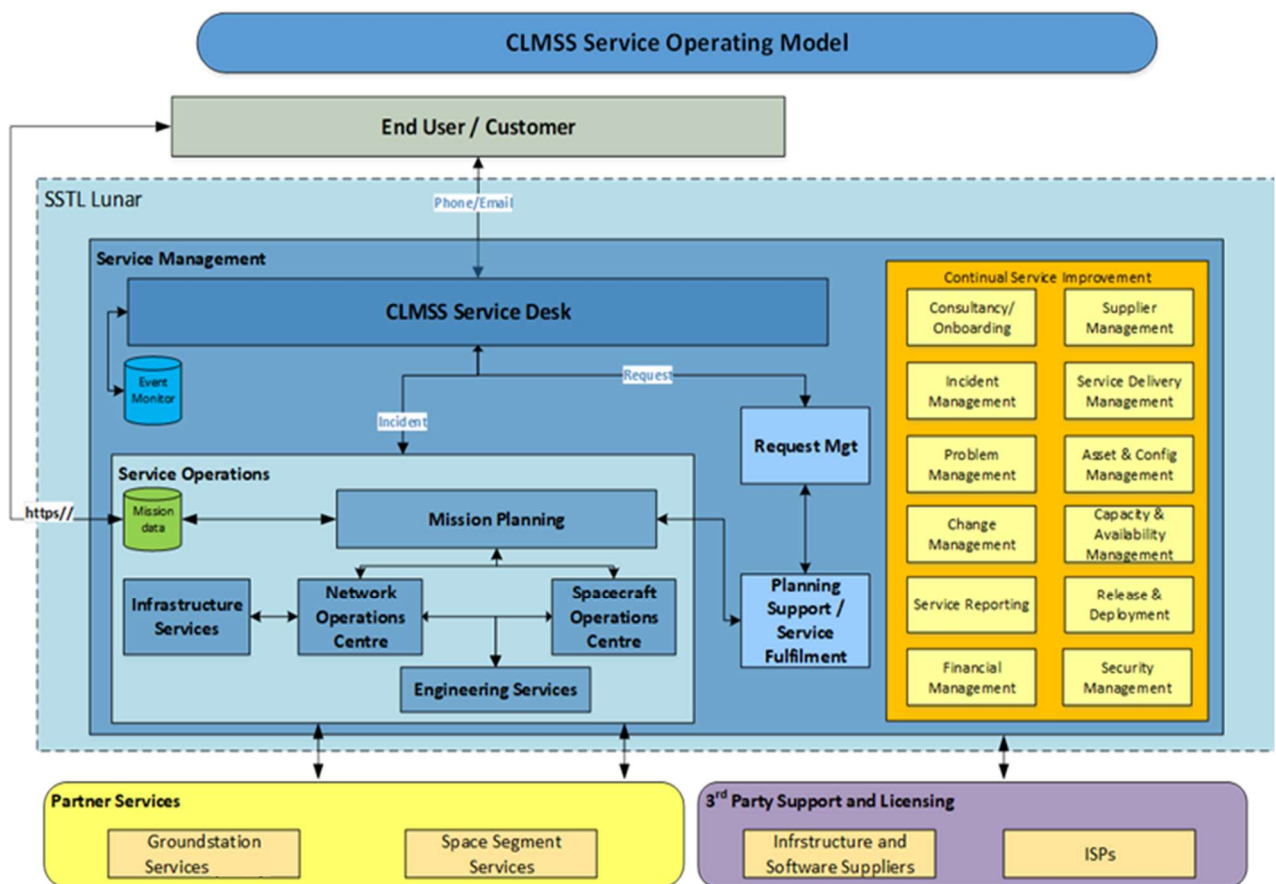 CLMSS Service Operating Model
End User / Customer
SSTL Lunar
Phone/Email
Service Management
CLMSS Service Desk
Event
Monitor
Request
Incident
Request Mgt
Service Operations
https//
Mission
data
Mission Planning
Infrastructure
Services
Network
Operations
Centre
Spacecraft
Operations
Centre
Engineering Services
Planning
Support /
Service
Fulfilment
Continual Service Improvement
Consultancy/
Onboarding
Supplier
Management
Incident
Management
Service Delivery
Management
Problem
Management
Asset & Config
Management
Change
Management
Capacity &
Availability
Management
Service Reporting
Release &
Deployment
Financial
Management
Security
Management
Partner Services
Groundstation
Services
Space Segment
Services
3rd Party Support and Licensing
Infrstructure and
Software Suppliers
ISPs